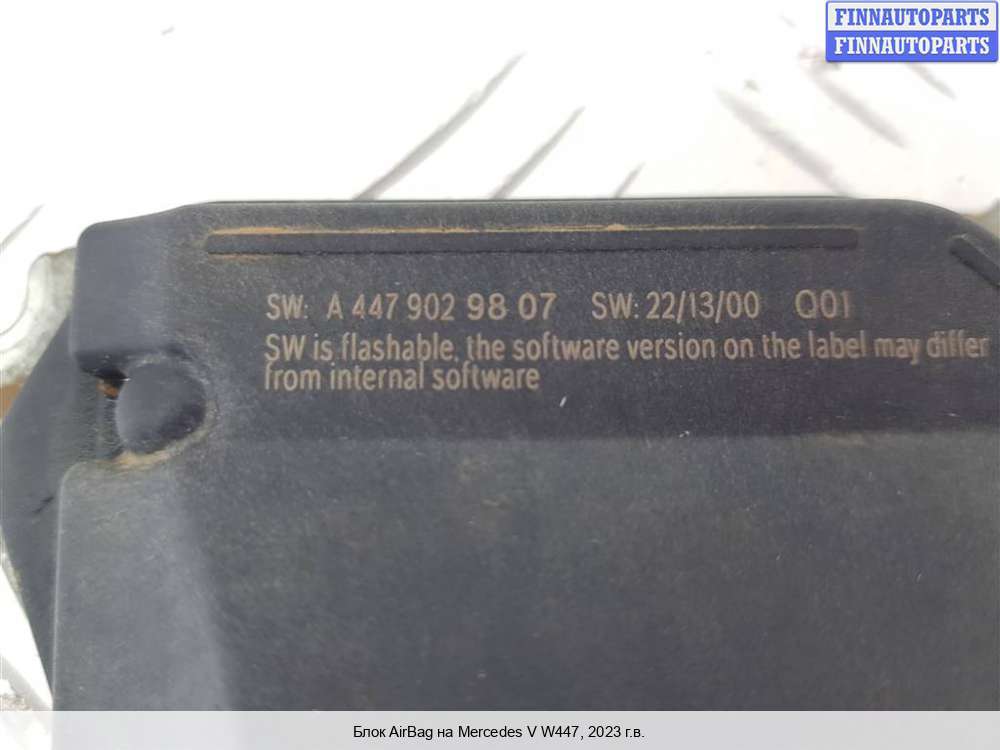 FINNAUTOPARTS
FINNAUTOPARTS
SW: A 447 902 98 07 SW: 22/13/00 Q01
SW is flashable, the software version on the label may differ
from internal software
Блок AirBag на Mercedes V W447, 2023 г.в.